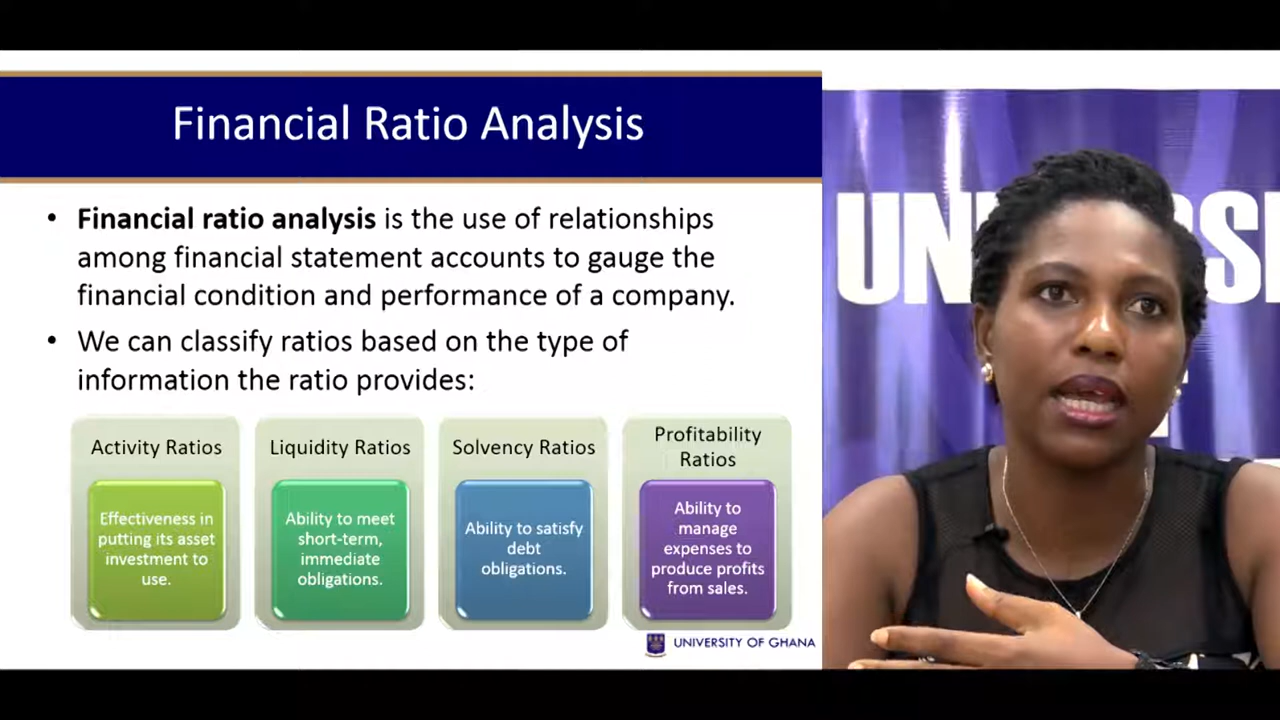 Financial Ratio Analysis
• Financial ratio analysis is the use of relationships
among financial statement accounts to gauge the
financial condition and performance of a company.
• We can classify ratios based on the type of
information the ratio provides:
Activity Ratios
Effectiveness in
putting its asset
investment to
use.
Liquidity Ratios
Ability to meet
short-term,
immediate
obligations.
Solvency Ratios
Ability to satisfy
debt
obligations.
Profitability
Ratios
Ability to
manage
expenses to
produce profits
from sales.
UNIVERSITY OF GHANA